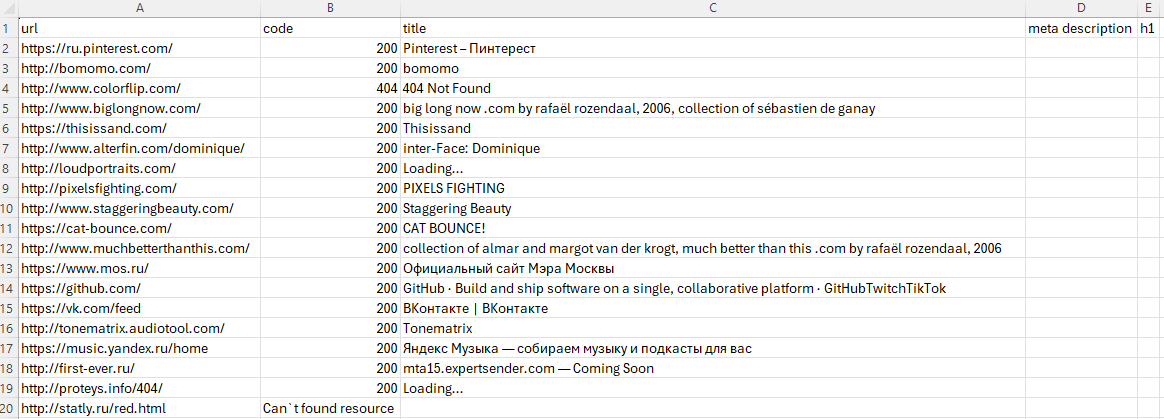 A B C D E
1 url code title meta description h1
2 https://ru.pinterest.com/ 200 Pinterest – Пинтерест
3 http://bomomo.com/ 200 bomomo
4 http://www.colorflip.com/ 404 404 Not Found
5 http://www.biglongnow.com/ 200 big long now .com by rafaël rozendaal, 2006, collection of sébastien de ganay
6 https://thisissand.com/ 200 Thisissand
7 http://www.alterfin.com/dominique/ 200 inter-Face: Dominique
8 http://loudportraits.com/ 200 Loading...
9 http://pixelsfighting.com/ 200 PIXELS FIGHTING
10 http://www.staggeringbeauty.com/ 200 Staggering Beauty
11 https://cat-bounce.com/ 200 CAT BOUNCE!
12 http://www.muchbetterthanthis.com/ 200 collection of almar and margot van der krogt, much better than this .com by rafaël rozendaal, 2006
13 https://www.mos.ru/ 200 Официальный сайт Мэра Москвы
14 https://github.com/ 200 GitHub · Build and ship software on a single, collaborative platform · GitHubTwitchTikTok
15 https://vk.com/feed 200 ВКонтакте | ВКонтакте
16 http://tonematrix.audiotool.com/ 200 Tonematrix
17 https://music.yandex.ru/home 200 Яндекс Музыка — собираем музыку и подкасты для вас
18 http://first-ever.ru/ 200 mta15.expertsender.com — Coming Soon
19 http://proteys.info/404/ 200 Loading...
20 http://statly.ru/red.html Can`t found resource